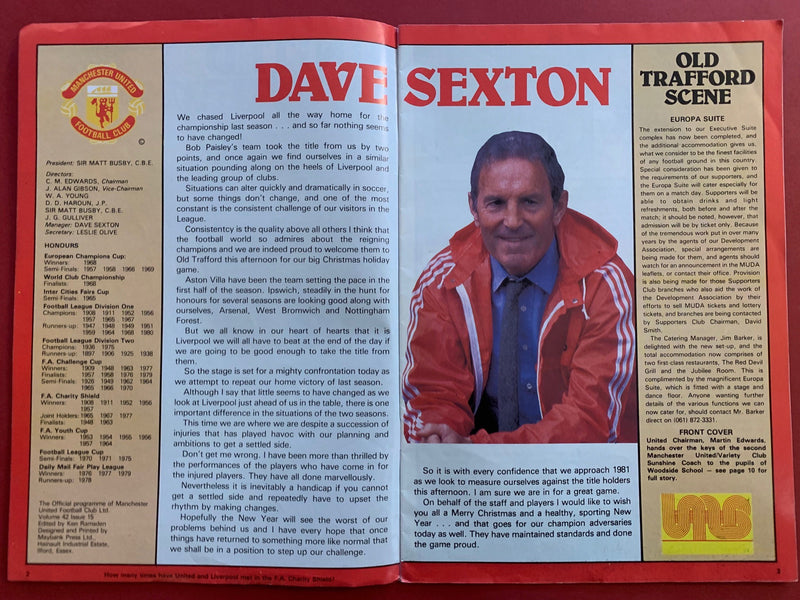 MANCHESTER UNITED
FOOTBALL CLUB
©
President: SIR MATT BUSBY, C.B.E.
Directors:
C. M. EDWARDS, Chairman
J. ALAN GIBSON, Vice-Chairman
W. A. YOUNG
D. D. HAROUN, J.P.
SIR MATT BUSBY, C.B.E.
J. G. GULLIVER
Manager: DAVE SEXTON
Secretary: LESLIE OLIVE
HONOURS
European Champions Cup:
Winners: 1968
Semi Finals: 1957 1958 1966 1969
World Club Championship
Finalists: 1968
Inter Cities Fairs Cup
Semi Finals: 1965
Football League Division One
Champions: 1908 1911 1952 1956
1957 1965 1967
Runners-up: 1947 1948 1949 1951
1959 1964 1968 1980
Football League Division Two
Champions: 1936 1975
Runners-up: 1897 1906 1925 1938
F.A. Challenge Cup
Winners: 1909 1948 1963 1977
Finalists: 1957 1958 1976 1979
Semi Finals: 1926 1949 1962 1964
1965 1966 1970
F.A. Charity Shield
Winners: 1908 1911 1952 1956
1957
Joint Holders: 1965 1967 1977
Finalists: 1948 1963
F.A. Youth Cup
Winners: 1953 1954 1955 1956
1957 1964
Football League Cup
Semi Finals: 1970 1971 1975
Daily Mail Fair Play League
Winners: 1976 1977 1979
Runners-up: 1978
The Official programme of Manchester
United Football Club Ltd.
Volume 42 Issue 15
Edited by Ken Ramsden
Designed and Printed by
Maybank Press Ltd.,
Hainault Industrial Estate,
Ilford, Essex.
2
How many times have United and Liverpool met in the F.A. Charity Shield?
DAVE SEXTON
We chased Liverpool all the way home for the
championship last season . . . and so far nothing seems
to have changed!
Bob Paisley's team took the title from us by two
points, and once again we find ourselves in a similar
situation pounding along on the heels of Liverpool and
the leading group of clubs.
Situations can alter quickly and dramatically in soccer,
but some things don't change, and one of the most
constant is the consistent challenge of our visitors in the
League.
Consistentcy is the quality above all others I think that
the football world so admires about the reigning
champions and we are indeed proud to welcome them to
Old Trafford this afternoon for our big Christmas holiday
game.
Aston Villa have been the team setting the pace in the
first half of the season. Ipswich, steadily in the hunt for
honours for several seasons are looking good along with
ourselves, Arsenal, West Bromwich and Nottingham
Forest.
But we all know in our heart of hearts that it is
Liverpool we will all have to beat at the end of the day if
we are going to be good enough to take the title from
them.
So the stage is set for a mighty confrontation today as
we attempt to repeat our home victory of last season.
Although I say that little seems to have changed as we
look at Liverpool just ahead of us in the table, there is one
important difference in the situations of the two seasons.
This time we are where we are despite a succession of
injuries that has played havoc with our planning and
ambitions to get a settled side.
Don't get me wrong. I have been more than thrilled by
the performances of the players who have come in for
the injured players. They have all done marvellously.
Nevertheless it is inevitably a handicap if you cannot
get a settled side and repeatedly have to upset the
rhythm by making changes.
Hopefully the New Year will see the worst of our
problems behind us and I have every hope that once
things have returned to something more like normal that
we shall be in a position to step up our challenge.
So it is with every confidence that we approach 1981
as we look to measure ourselves against the title holders
this afternoon. I am sure we are in for a great game.
On behalf of the staff and players I would like to wish
you all a Merry Christmas and a healthy, sporting New
Year . . . and that goes for our champion adversaries
today as well. They have maintained standards and done
the game proud.
OLD
TRAFFORD
SCENE
EUROPA SUITE
The extension to our Executive Suite
complex has now been completed, and
the additional accommodation gives us,
what we consider to be the finest facilities
of any football ground in this country.
Special consideration has been given to
the requirements of our supporters, and
the Europa Suite will cater especially for
them on a match day. Supporters will be
able to obtain drinks and light
refreshments, both before and after the
match; it should be noted, however, that
admission will be by ticket only. Because
of the tremendous work put in over many
years by the agents of our Development
Association, special arrangements are
being made for them, and agents should
watch for an announcement in the MUDA
leaflets, or contact their office. Provision
is also being made for those Supporters
Club branches who also aid the work of
the Development Association by their
efforts to sell MUDA tickets and lottery
tickets, and branches are being contacted
by Supporters Club Chairman, David
Smith.
The Catering Manager, Jim Barker, is
delighted with the new set-up, and the
total accommodation now comprises of
two first-class restaurants, The Red Devil
Grill and the Jubilee Room. This is
complimented by the magnificent Europa
Suite, which is fitted with a stage and
dance floor. Anyone wanting further
details of the various functions we can
now cater for, should contact Mr. Barker
direct on (061) 872-3331.
FRONT COVER
United Chairman, Martin Edwards,
hands over the keys of the second
Manchester United/Variety Club
Sunshine Coach to the pupils of
Woodside School — see page 10 for
full story.
3